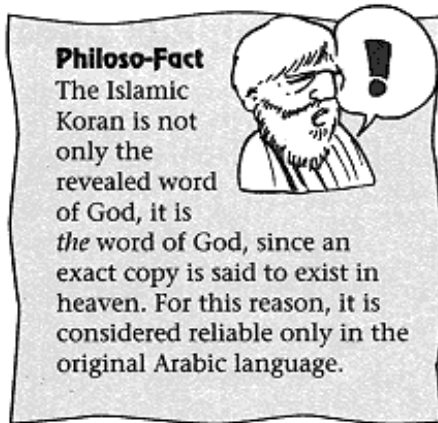 Philoso-Fact
The Islamic
Koran is not
only the
revealed word
of God, it is
the word of God, since an
exact copy is said to exist in
heaven. For this reason, it is
considered reliable only in the
original Arabic language.
!